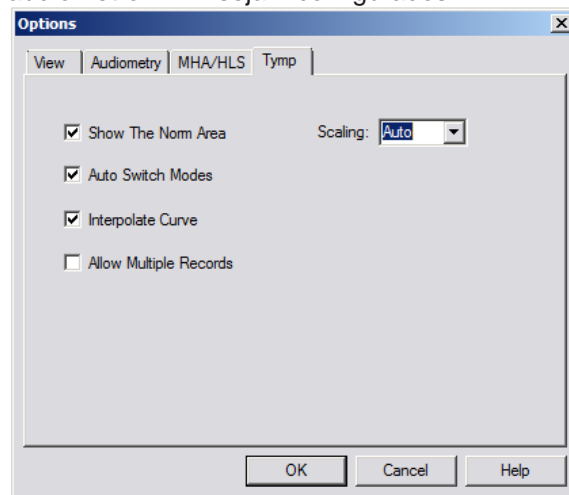 Options
View Audiometry MHA/HLS Tymp
Show The Norm Area Scaling: Auto
Auto Switch Modes
Interpolate Curve
Allow Multiple Records
OK Cancel Help